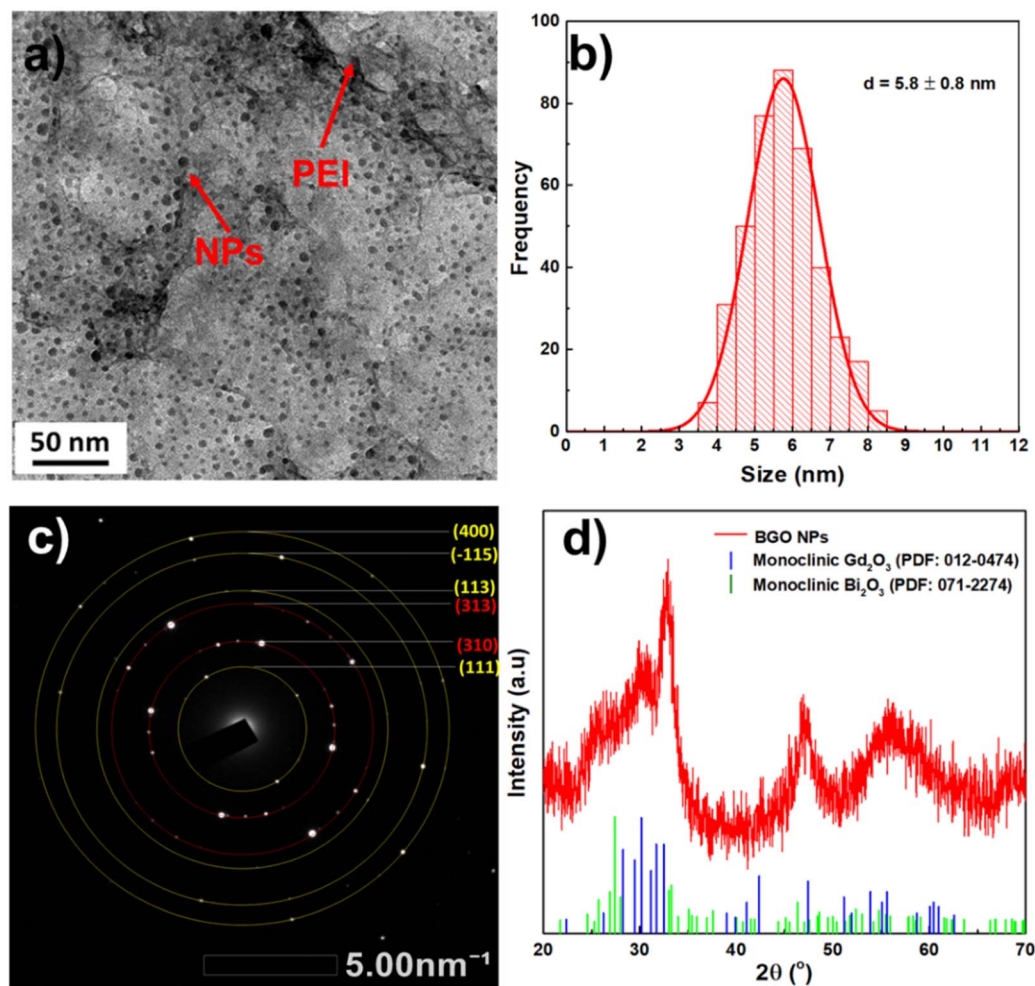 a)
PEI
NPs
50 nm
b)
d = 5.8 ± 0.8 nm
100
80
60
40
20
0
Frequency
0 1 2 3 4 5 6 7 8 9 10 11 12
Size (nm)
c)
(400)
(-115)
(113)
(313)
(310)
(111)
5.00nm⁻¹
d)
BGO NPs
Monoclinic Gd₂O₃ (PDF: 012-0474)
Monoclinic Bi₂O₃ (PDF: 071-2274)
Intensity (a.u)
20 30 40 50 60 70
2θ (°)